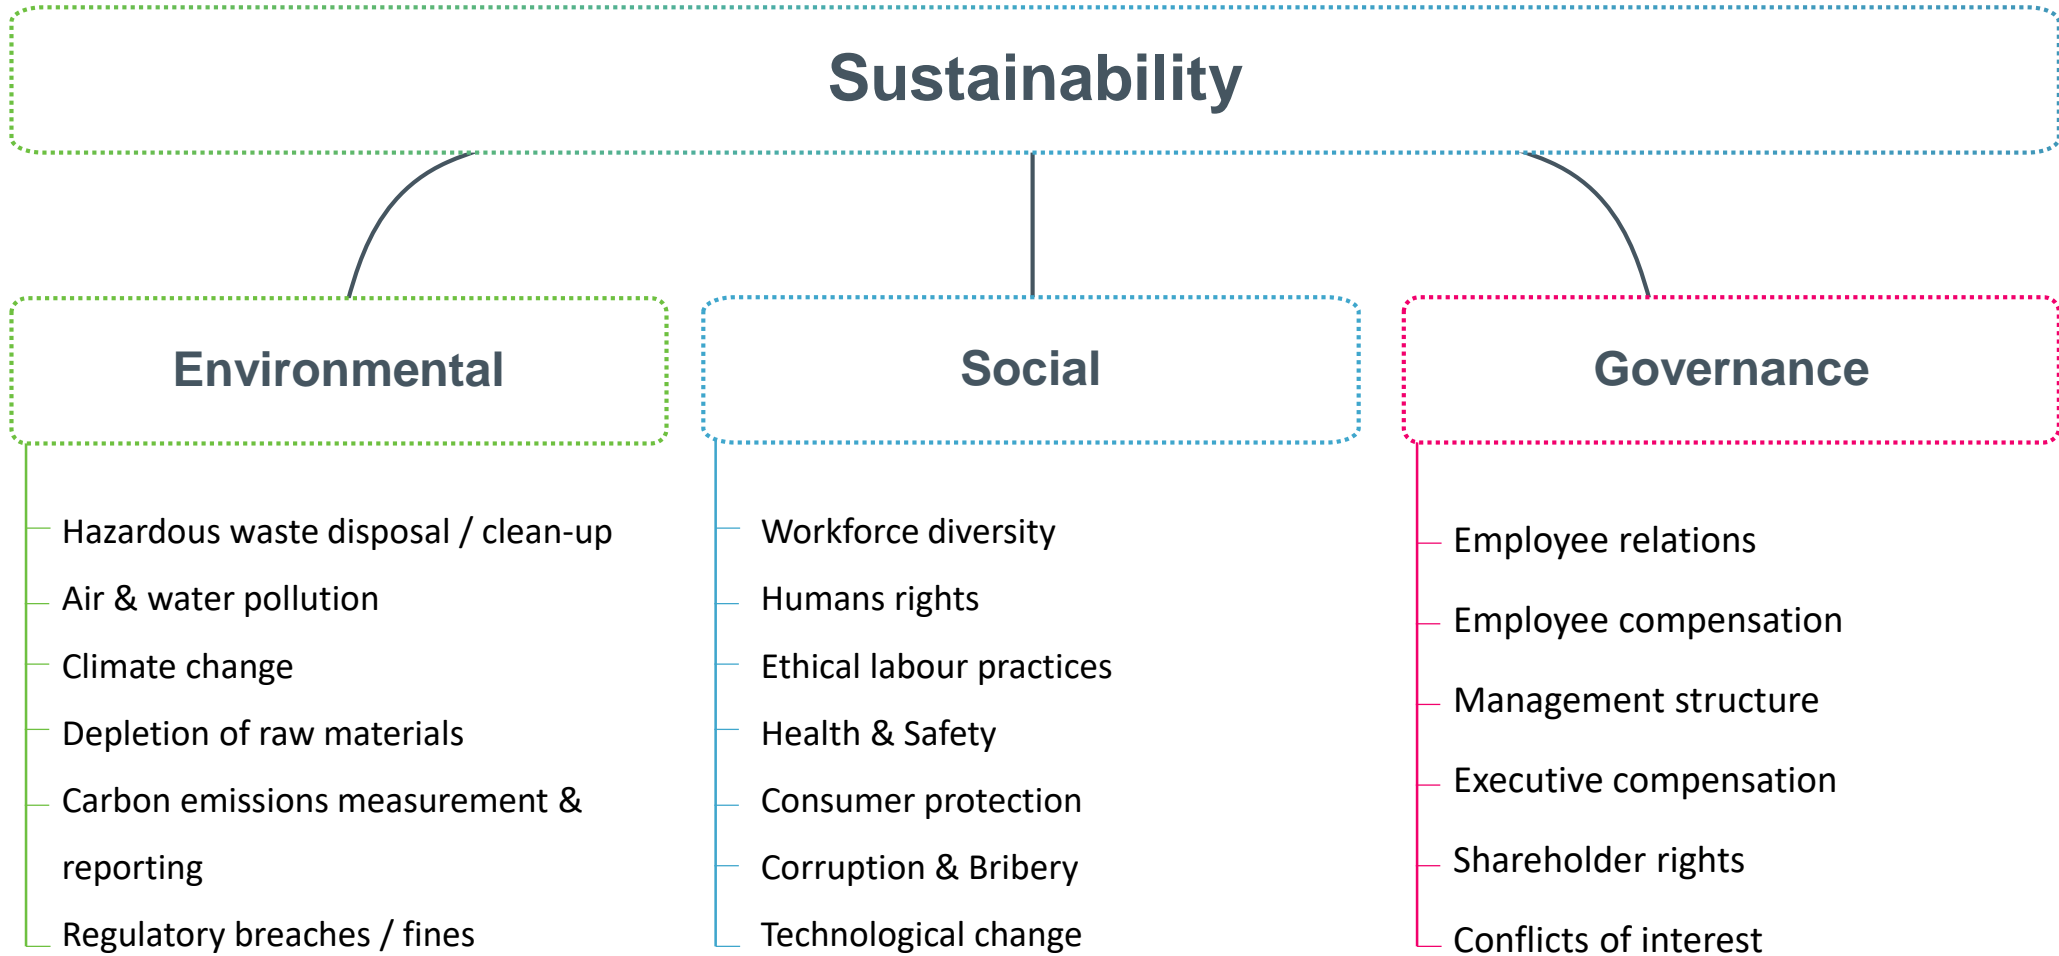 Sustainability
Environmental
Hazardous waste disposal / clean-up
Air & water pollution
Climate change
Depletion of raw materials
Carbon emissions measurement &
reporting
Regulatory breaches / fines
Social
Workforce diversity
Humans rights
Ethical labour practices
Health & Safety
Consumer protection
Corruption & Bribery
Technological change
Governance
Employee relations
Employee compensation
Management structure
Executive compensation
Shareholder rights
Conflicts of interest